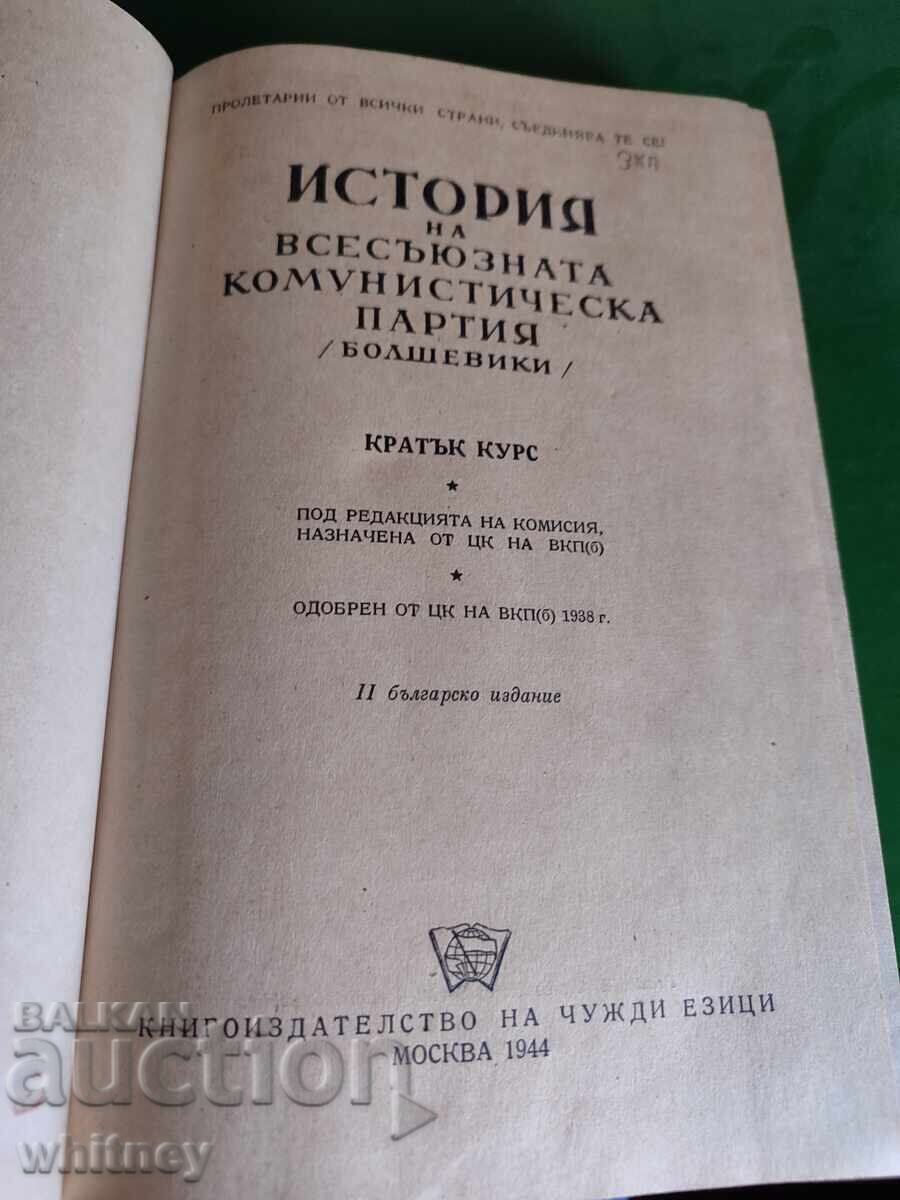 ПРОЛЕТАРИИ ОТ ВСИЧКИ СТРАНИ, СЪЕДИНЯВАЙТЕ СЕ!
ИСТОРИЯ
НА
ВСЕСЪЮЗНАТА
КОМУНИСТИЧЕСКА
ПАРТИЯ
/БОЛШЕВИКИ/
КРАТЪК КУРС
ПОД РЕДАКЦИЯТА НА КОМИСИЯ,
НАЗНАЧЕНА ОТ ЦК НА ВКП(б)
ОДОБРЕН ОТ ЦК НА ВКП(б) 1938 г.
II българско издание
КНИГОИЗДАТЕЛСТВО НА ЧУЖДИ ЕЗИЦИ
МОСКВА 1944
BALKAN
auction
whitney